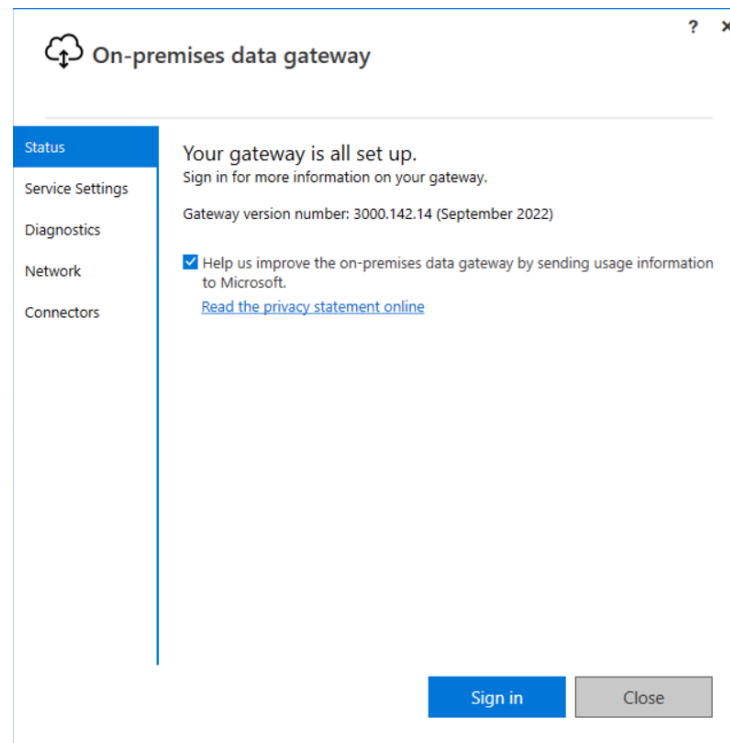 ? ×
On-premises data gateway
Status
Service Settings
Diagnostics
Network
Connectors
Your gateway is all set up.
Sign in for more information on your gateway.
Gateway version number: 3000.142.14 (September 2022)
Help us improve the on-premises data gateway by sending usage information
to Microsoft.
Read the privacy statement online
Sign in
Close